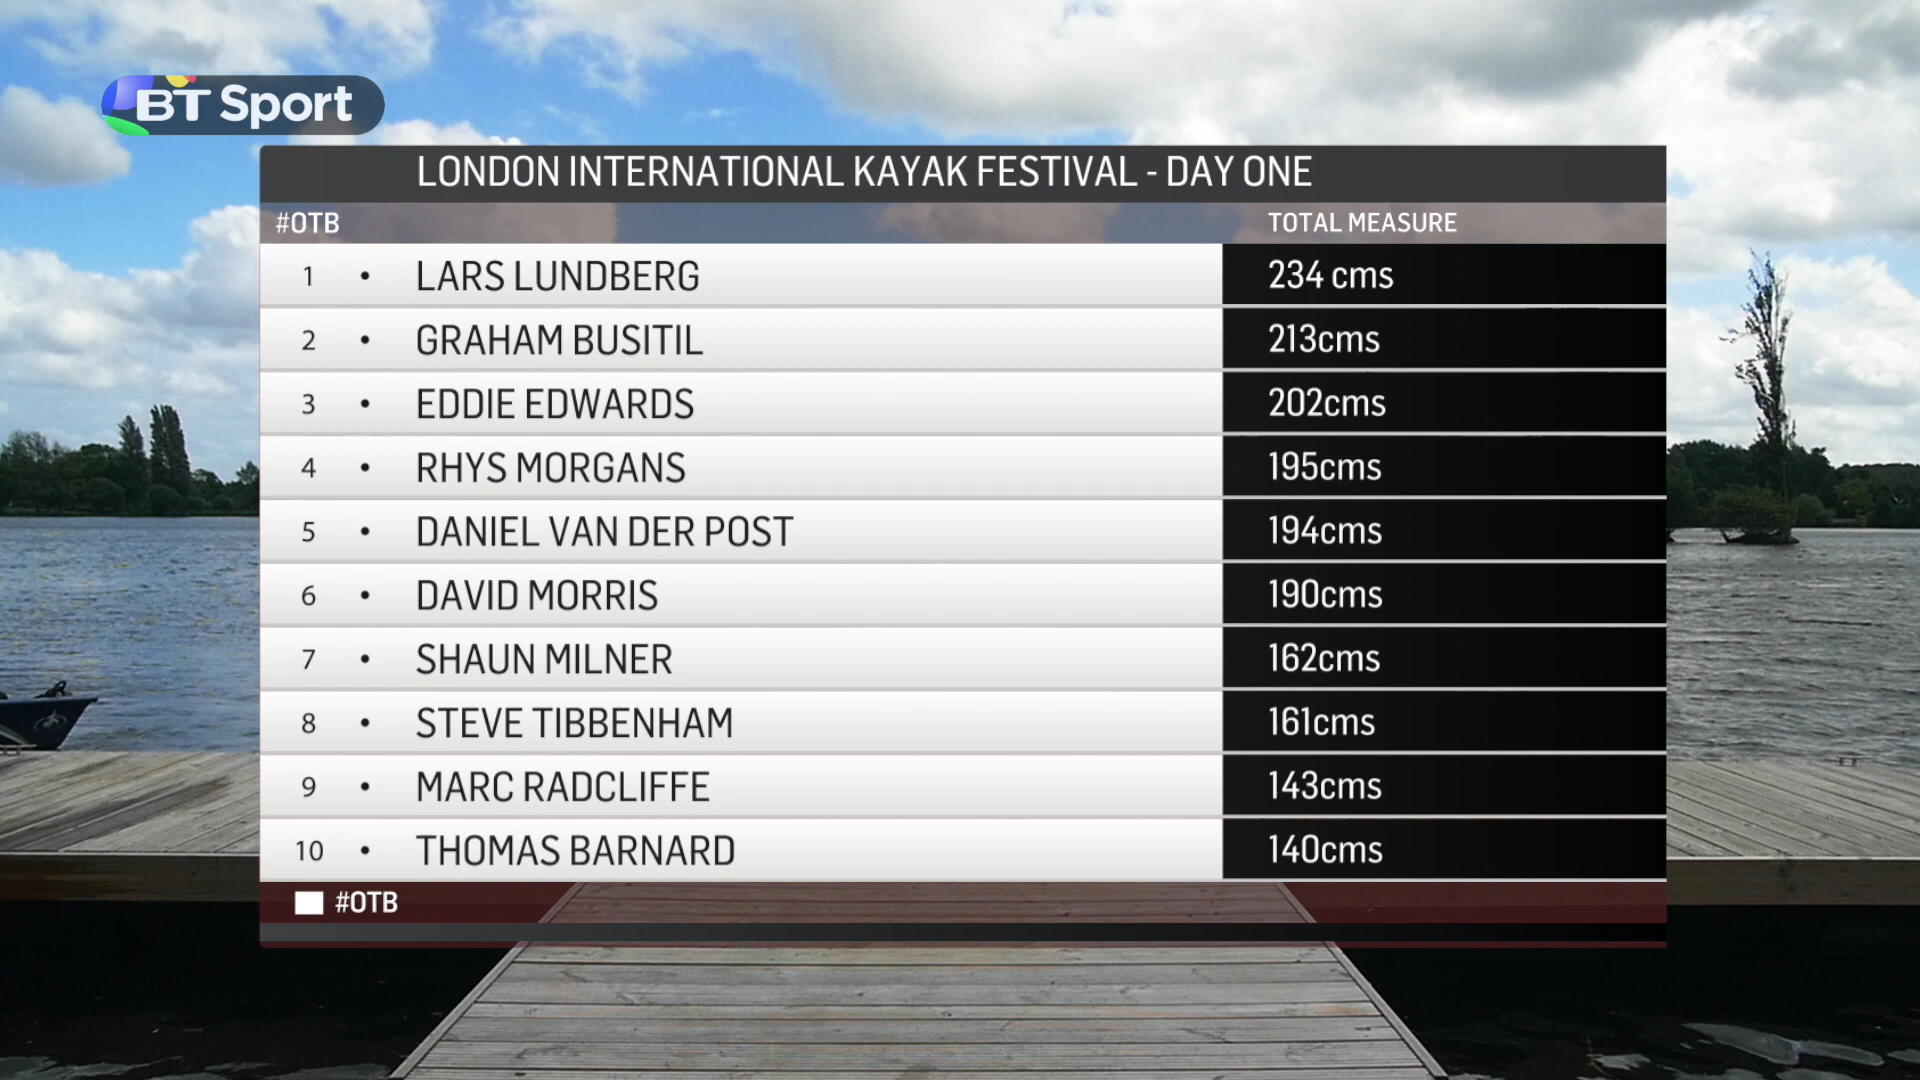 BT Sport
LONDON INTERNATIONAL KAYAK FESTIVAL - DAY ONE
#OTB TOTAL MEASURE
1 • LARS LUNDBERG 234 cms
2 • GRAHAM BUSITIL 213cms
3 • EDDIE EDWARDS 202cms
4 • RHYS MORGANS 195cms
5 • DANIEL VAN DER POST 194cms
6 • DAVID MORRIS 190cms
7 • SHAUN MILNER 162cms
8 • STEVE TIBBENHAM 161cms
9 • MARC RADCLIFFE 143cms
10 • THOMAS BARNARD 140cms
#OTB